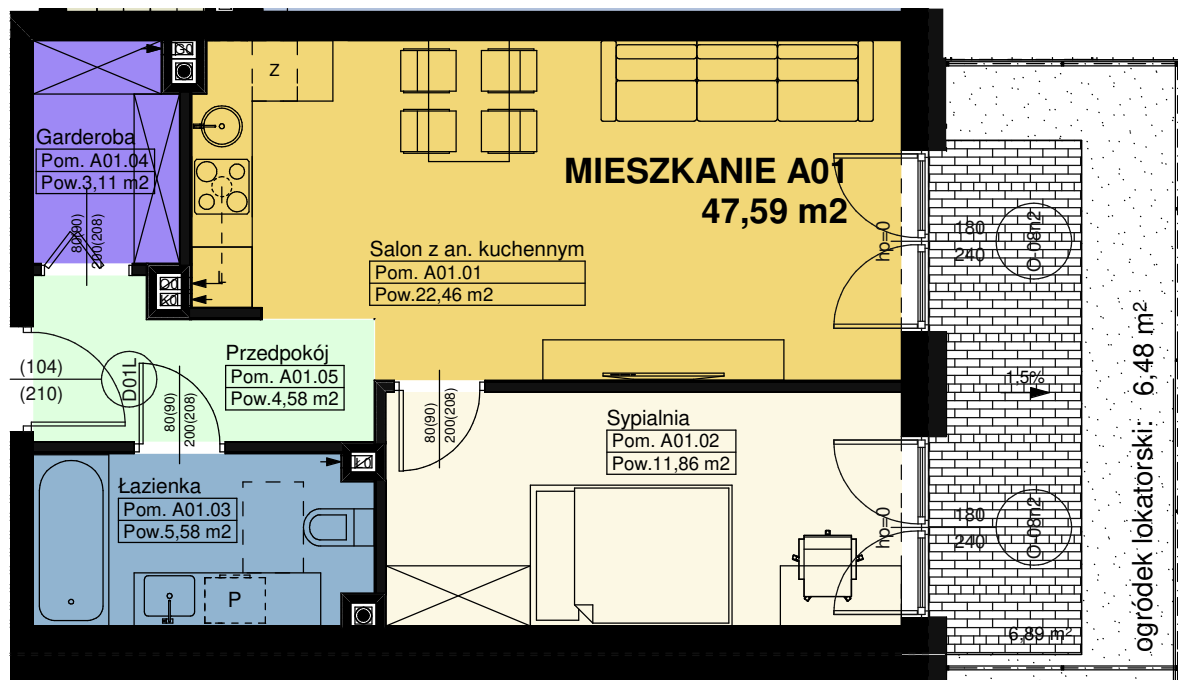 Z
Garderoba
Pom. A01.04
Pow.3,11 m2
80(90)
200(208)
MIESZKANIE A01
47,59 m2
Salon z an. kuchennym
Pom. A01.01
Pow.22,46 m2
hp=0
180
240
O-08n2
Przedpokój
Pom. A01.05
Pow.4,58 m2
(104)
(210)
D01L
80(90)
200(208)
80(90)
200(208)
1,5%
ogródek lokatorski: 6,48 m²
Sypialnia
Pom. A01.02
Pow.11,86 m2
hp=0
180
240
O-08n2
Łazienka
Pom. A01.03
Pow.5,58 m2
P
6,89 m²